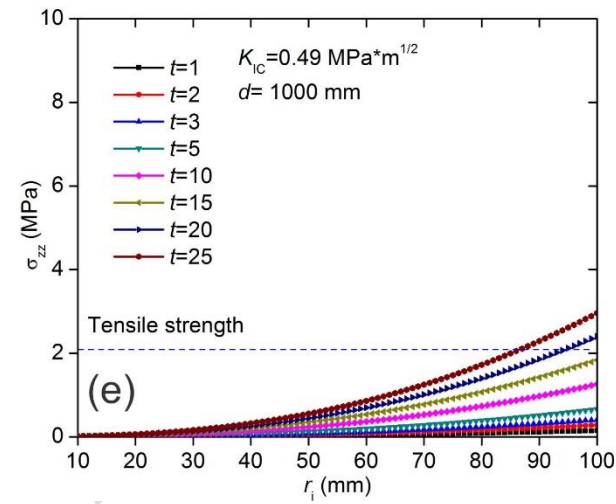 10
8
6
4
2
0
σzz (MPa)
t=1
t=2
t=3
t=5
t=10
t=15
t=20
t=25
KIC=0.49 MPa*m1/2
d= 1000 mm
Tensile strength
(e)
10 20 30 40 50 60 70 80 90 100
ri (mm)